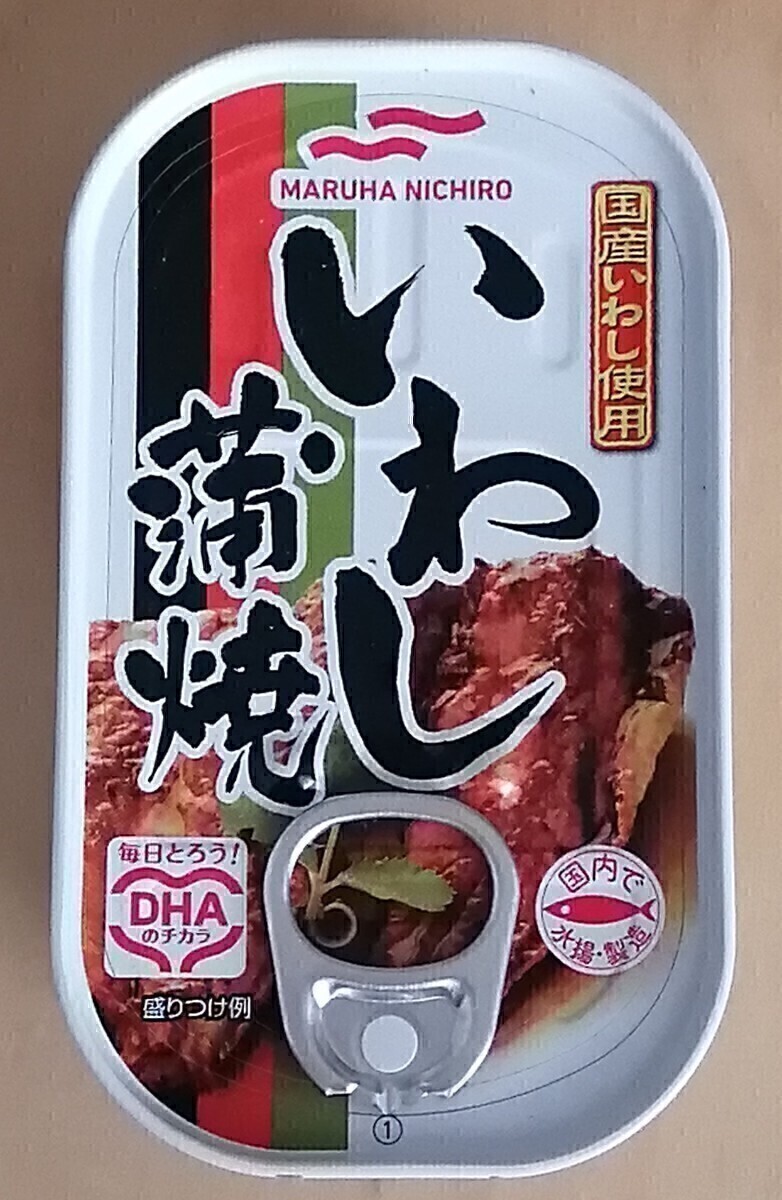 MARUHA NICHIRO
国産いわし使用
いわし
蒲焼
毎日とろう!
DHA
のチカラ
盛りつけ例
国内で
水揚・製造
①